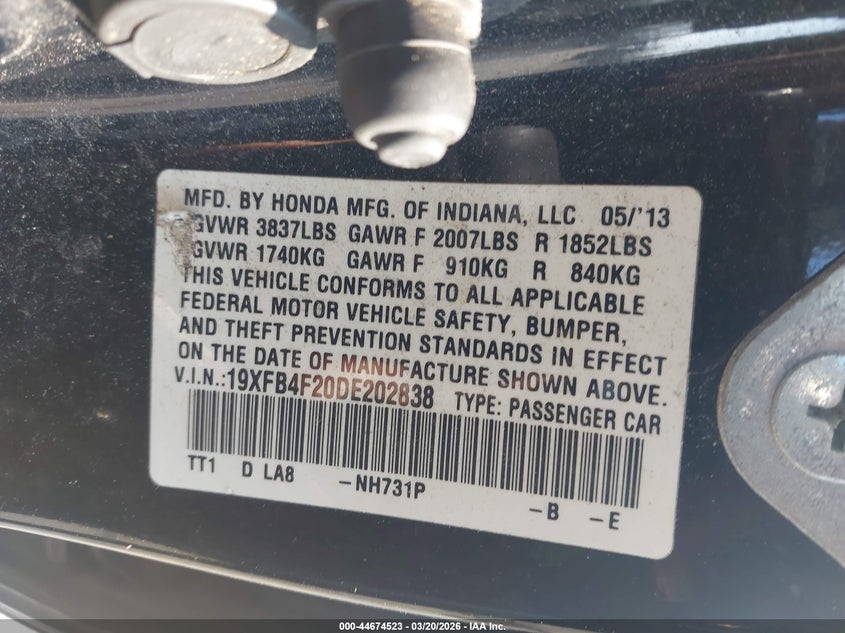 MFD. BY HONDA MFG. OF INDIANA, LLC 05/'13
GVWR 3837LBS GAWR F 2007LBS R 1852LBS
GVWR 1740KG GAWR F 910KG R 840KG
THIS VEHICLE CONFORMS TO ALL APPLICABLE
FEDERAL MOTOR VEHICLE SAFETY, BUMPER,
AND THEFT PREVENTION STANDARDS IN EFFECT
ON THE DATE OF MANUFACTURE SHOWN ABOVE.
V.I.N.:19XFB4F20DE202838 TYPE: PASSENGER CAR
TT1 D LA8 -NH731P -B -E
000-44674523 - 03/20/2026 - IAA Inc.